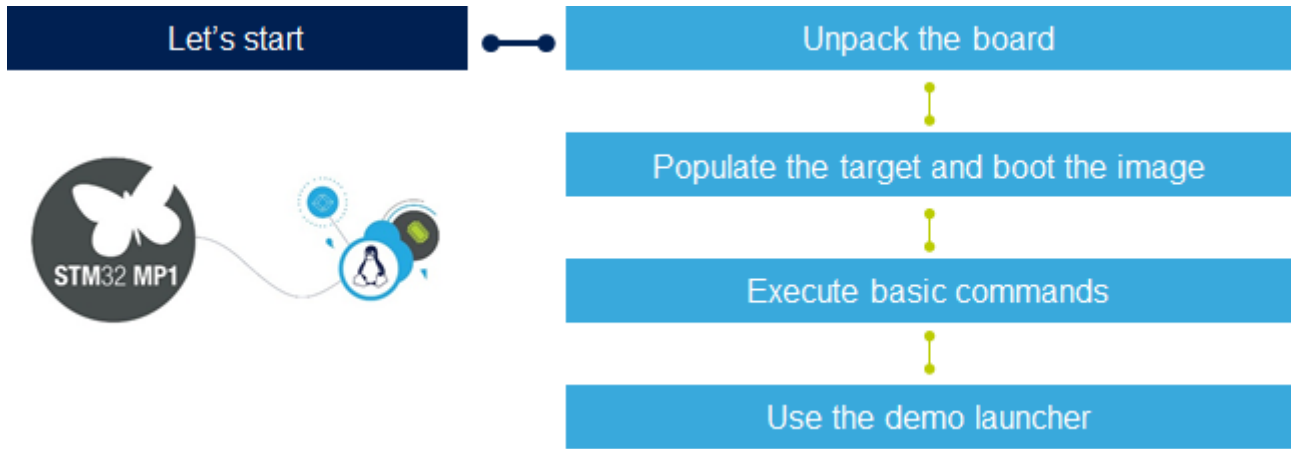 Let's start
Unpack the board
Populate the target and boot the image
STM32 MP1
Execute basic commands
Use the demo launcher